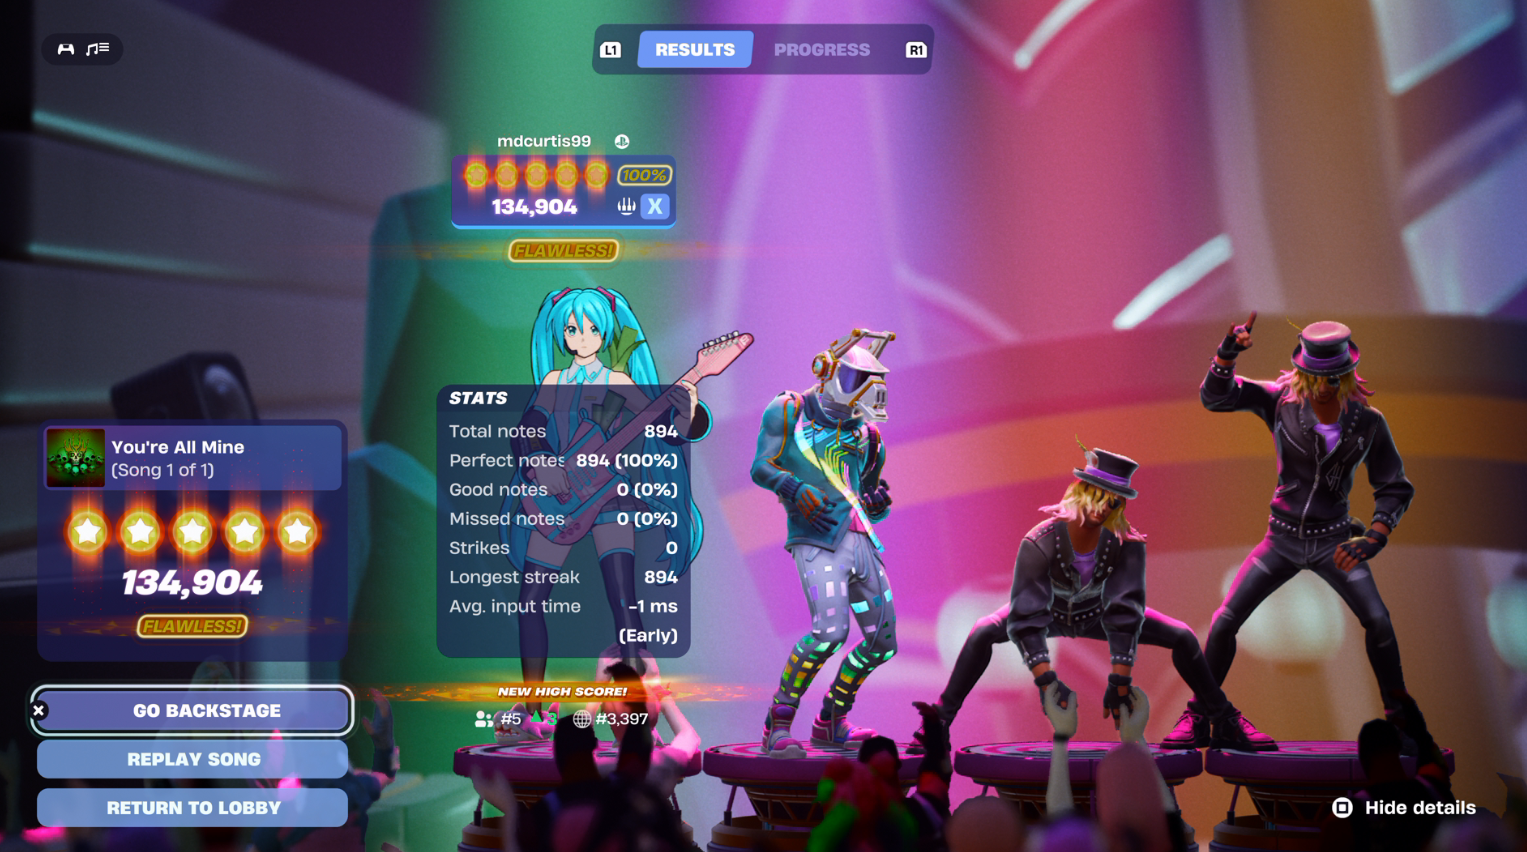 L1 RESULTS PROGRESS R1
mdcurtis99
100%
134,904
X
FLAWLESS!
STATS
Total notes 894
Perfect notes 894 (100%)
Good notes 0 (0%)
Missed notes 0 (0%)
Strikes 0
Longest streak 894
Avg. input time -1 ms
(Early)
NEW HIGH SCORE!
#5 3 #3,397
You're All Mine
(Song 1 of 1)
134,904
FLAWLESS!
GO BACKSTAGE
REPLAY SONG
RETURN TO LOBBY
Hide details